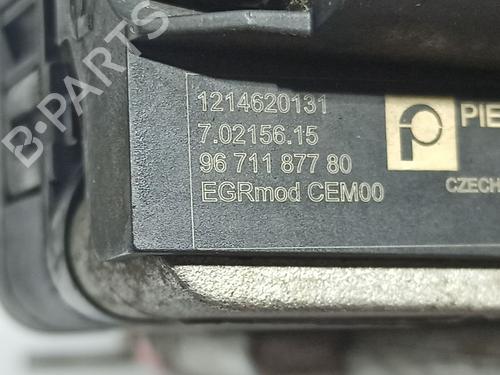 B-PARTS
1214620131
7.02156.15
96 711 877 80
EGRmod CEM00
PIE
CZECH